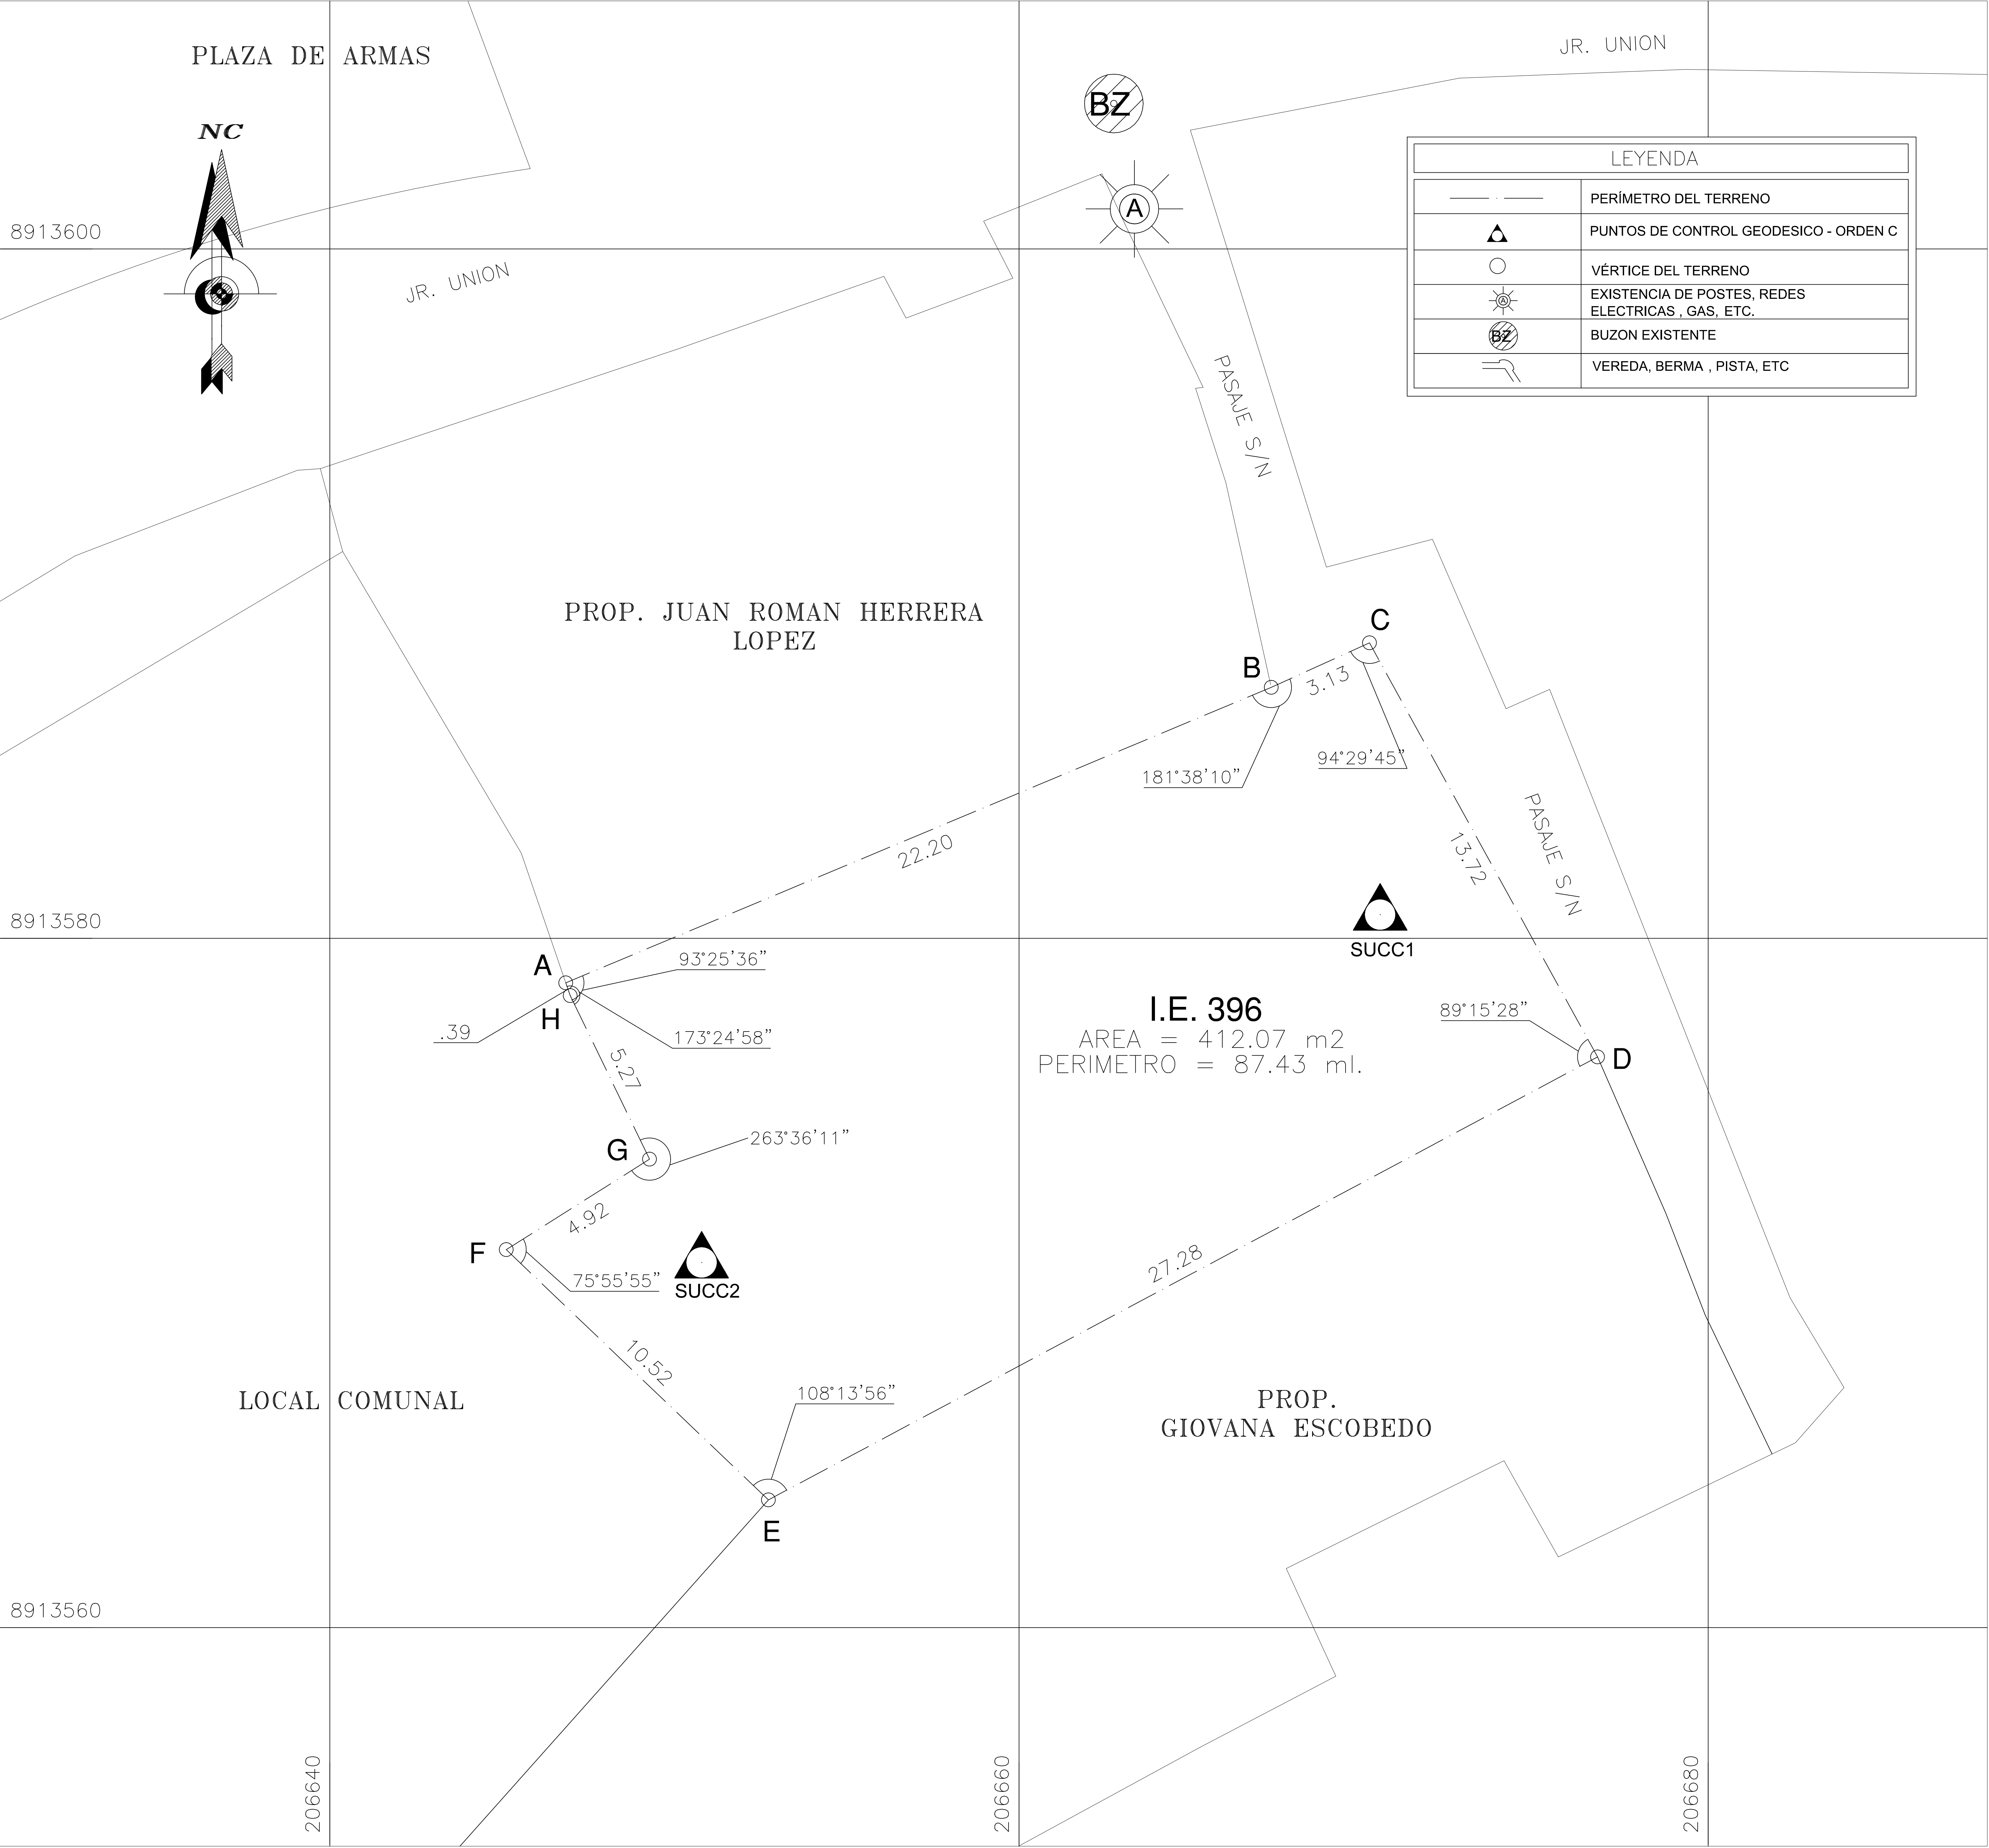 PLAZA DE ARMAS
JR. UNION
BZ
NC
A
LEYENDA
PERÍMETRO DEL TERRENO
PUNTOS DE CONTROL GEODESICO - ORDEN C
VÉRTICE DEL TERRENO
A
EXISTENCIA DE POSTES, REDES
ELECTRICAS , GAS, ETC.
BZ
BUZON EXISTENTE
VEREDA, BERMA , PISTA, ETC
8913600
JR. UNION
PASAJE S/N
PROP. JUAN ROMAN HERRERA
LOPEZ
C
B
3.13
94°29'45"
181°38'10"
22.20
13.72
PASAJE S/N
8913580
SUCC1
A
93°25'36"
H
.39
173°24'58"
5.27
I.E. 396
AREA = 412.07 m2
PERIMETRO = 87.43 ml.
89°15'28"
D
G
263°36'11"
4.92
F
75°55'55"
SUCC2
27.28
10.52
108°13'56"
LOCAL COMUNAL
PROP.
GIOVANA ESCOBEDO
E
8913560
206640
206660
206680